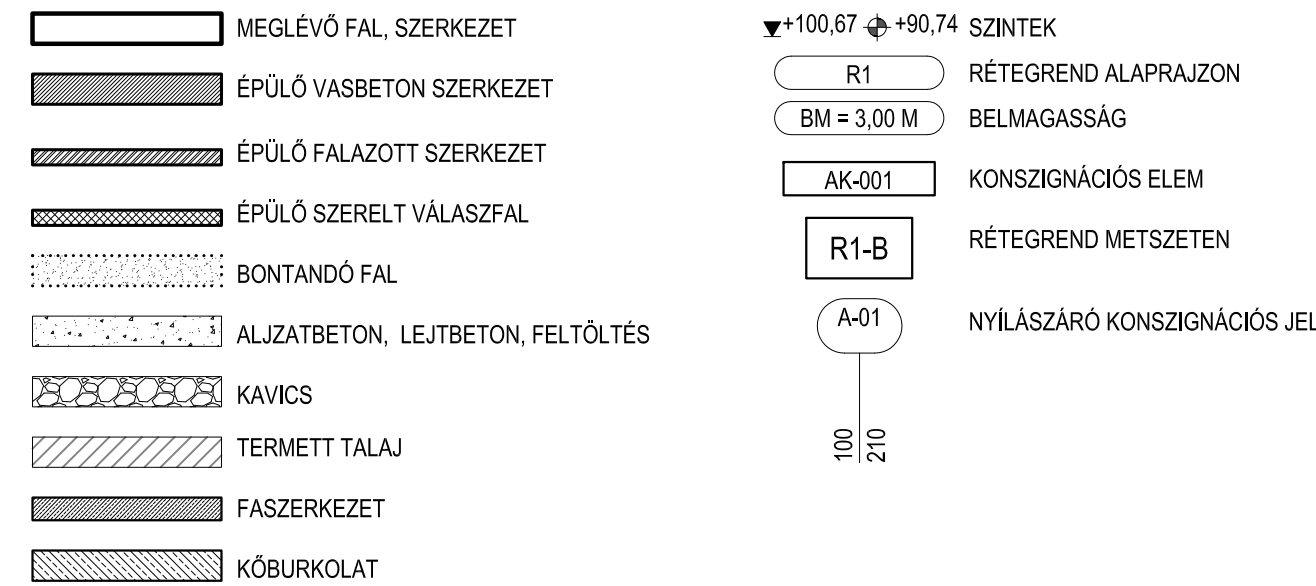 MEGLÉVŐ FAL, SZERKEZET
ÉPÜLŐ VASBETON SZERKEZET
ÉPÜLŐ FALAZOTT SZERKEZET
ÉPÜLŐ SZERELT VÁLASZFAL
BONTANDÓ FAL
ALJZATBETON, LEJTBETON, FELTÖLTÉS
KAVICS
TERMETT TALAJ
FASZERKEZET
KŐBURKOLAT
+100,67 +90,74 SZINTEK
R1 RÉTEGREND ALAPRAJZON
BM = 3,00 M BELMAGASSÁG
AK-001 KONSZIGNÁCIÓS ELEM
R1-B RÉTEGREND METSZETEN
A-01 NYÍLÁSZÁRÓ KONSZIGNÁCIÓS JEL
100
210